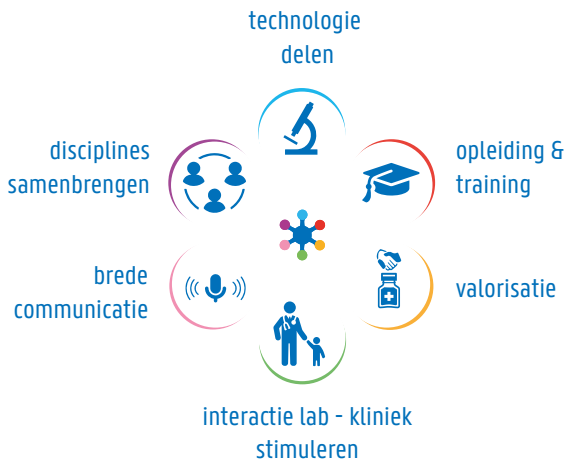 technologie
delen
disciplines
samenbrengen
opleiding &
training
brede
communicatie
valorisatie
interactie lab - kliniek
stimuleren